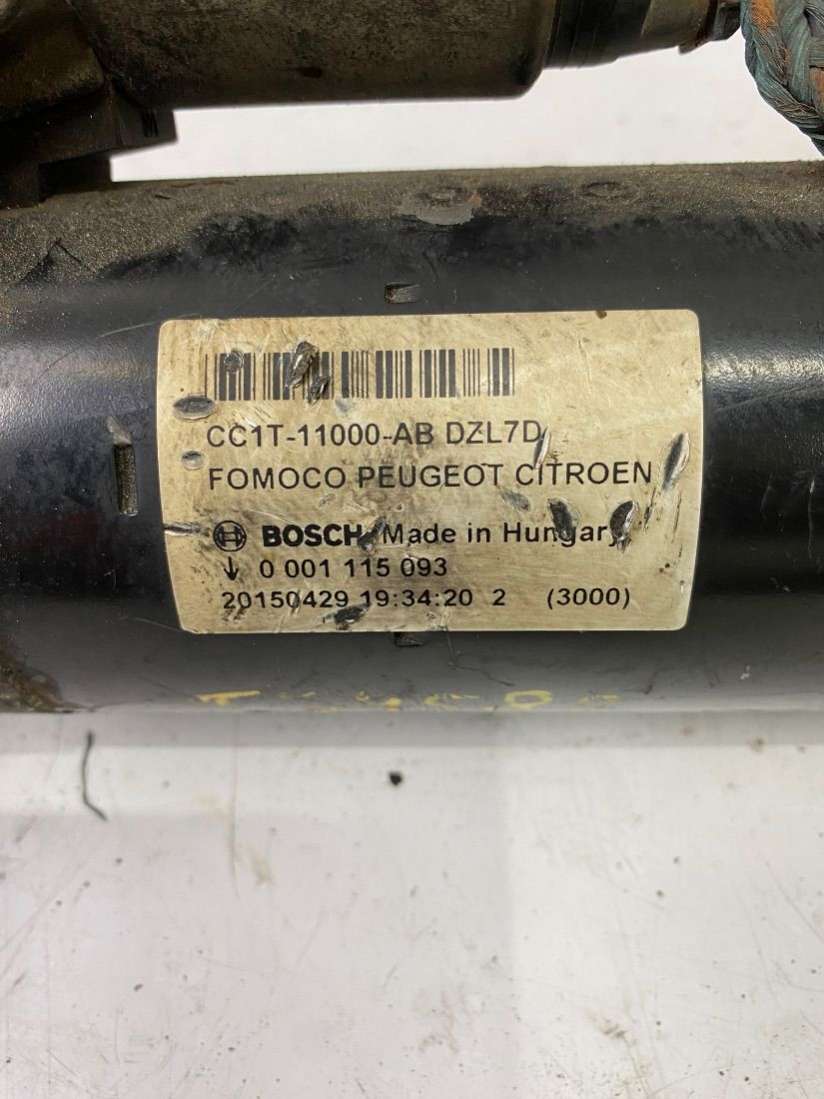 CC1T-11000-AB DZL7D
FOMOCO PEUGEOT CITROEN
BOSCH Made in Hungary
↓ 0 001 115 093
20150429 19:34:20 2 (3000)